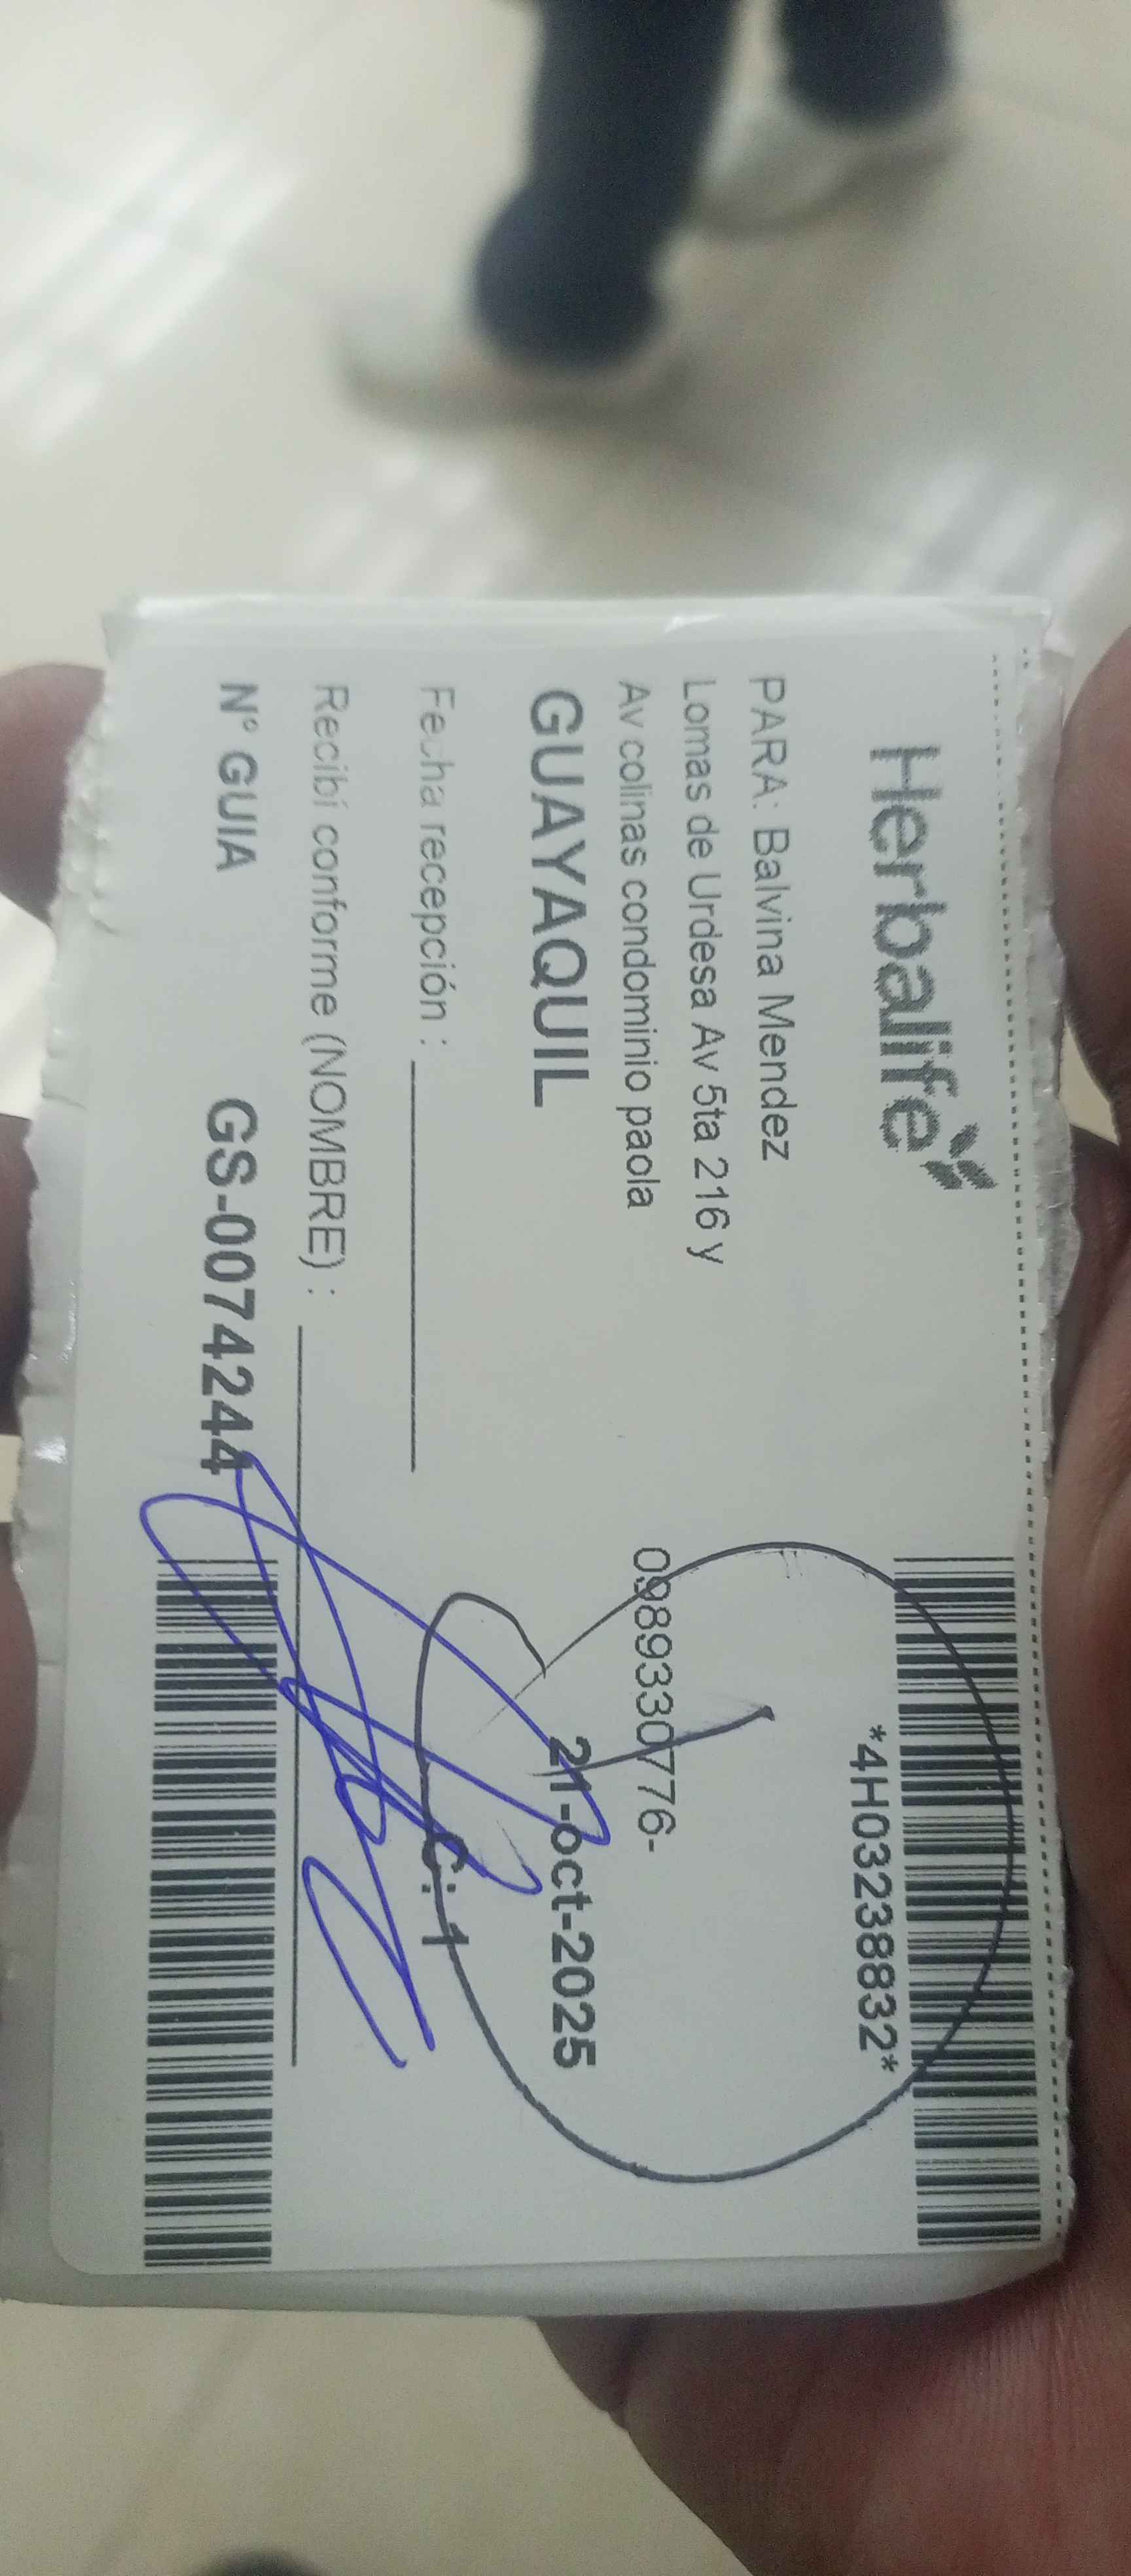 Herbalife
*4H03238832*
PARA: Balvina Mendez
Lomas de Urdesa Av 5ta 216 y
Av colinas condominio paola
0989330776-
GUAYAQUIL
21-oct-2025
Fecha recepción :
C: 1
Recibí conforme (NOMBRE) :
N° GUIA
GS-0074244